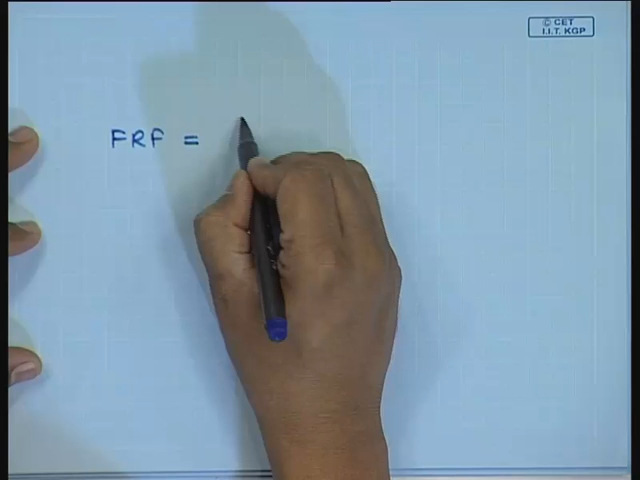 © CET
I.I.T. KGP
FRF =